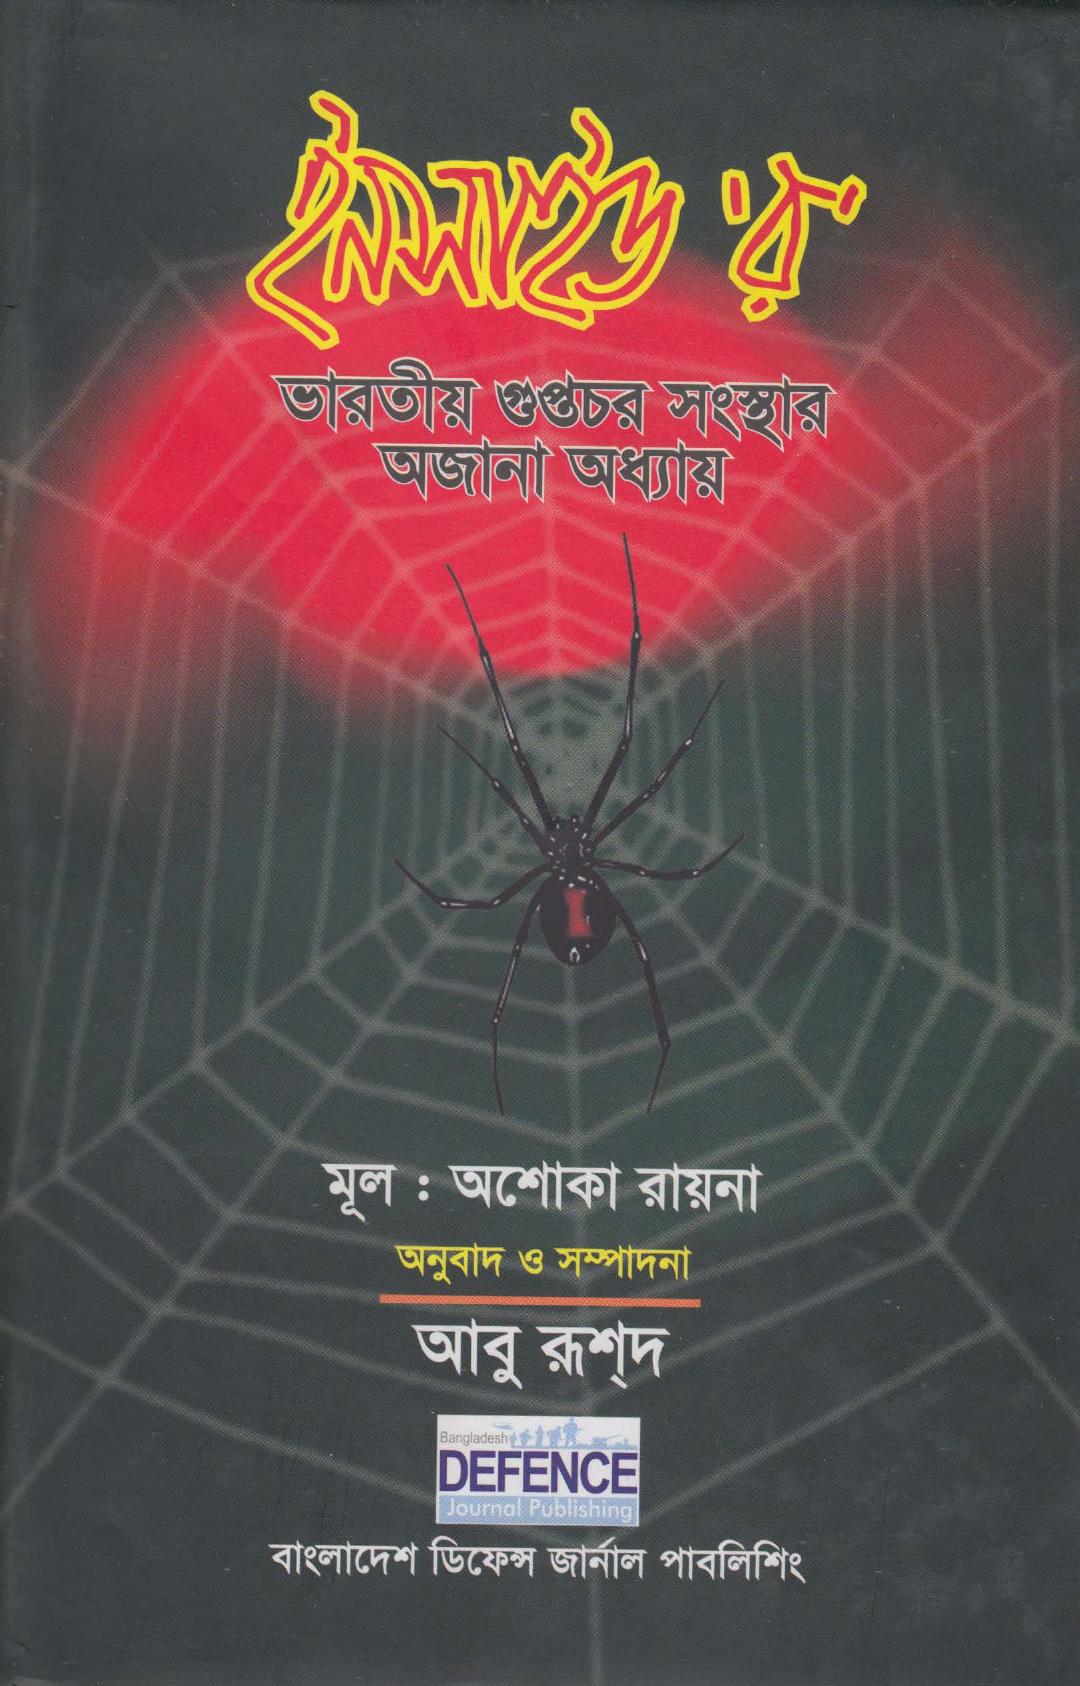 ইনসাইড 'র'
ভারতীয় গুপ্তচর সংস্থার
অজানা অধ্যায়
মূল : অশোকা রায়না
অনুবাদ ও সম্পাদনা
আবু রূশ্‌দ
Bangladesh
DEFENCE
Journal Publishing
বাংলাদেশ ডিফেন্স জার্নাল পাবলিশিং